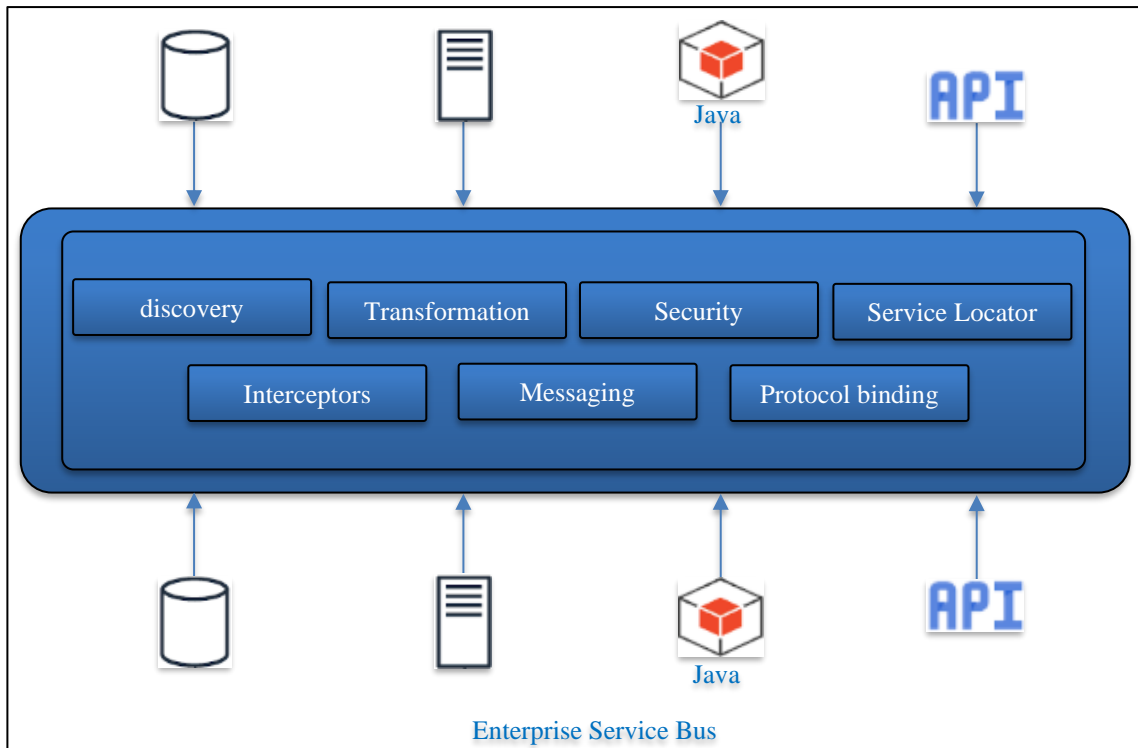 Java
API
discovery
Transformation
Security
Service Locator
Interceptors
Messaging
Protocol binding
Java
API
Enterprise Service Bus